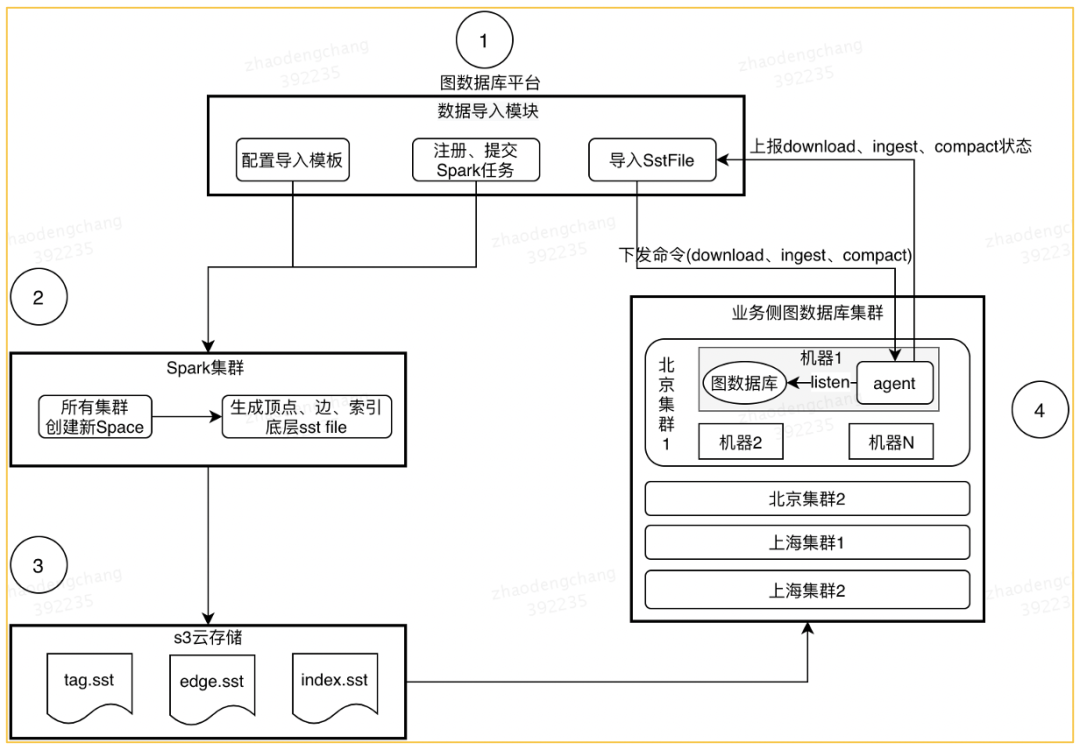 1
图数据库平台
数据导入模块
配置导入模板
注册、提交
Spark任务
导入SstFile
上报download、ingest、compact状态
下发命令(download、ingest、compact)
2
Spark集群
所有集群
创建新Space
生成顶点、边、索引
底层sst file
3
s3云存储
tag.sst
edge.sst
index.sst
业务侧图数据库集群
北京集群1
机器1
图数据库
listen
agent
机器2
机器N
北京集群2
上海集群1
上海集群2
4
zhaodengchang
392235
zhaodengchang
392235
haodengchang
392235
zhaodengchang
392235
zhaodengc
39223
zhaodengchang
392235
haodengchang
392235
zhaodengchang
392235
zhaodengc
39223